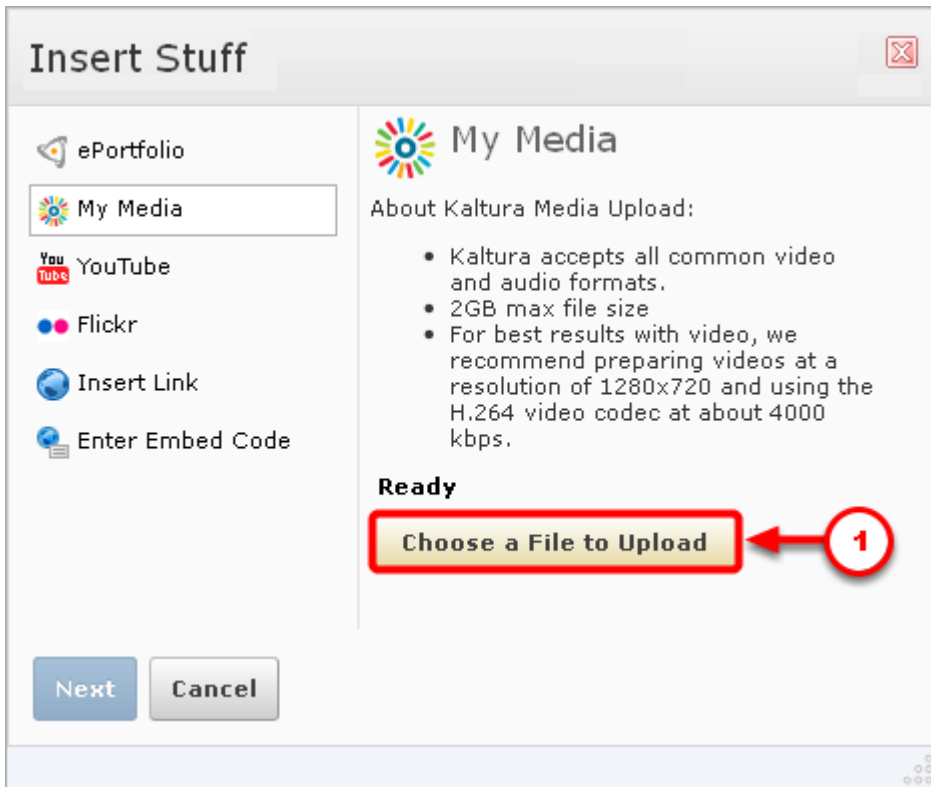 Insert Stuff
ePortfolio
My Media
You
Tube
YouTube
Flickr
Insert Link
Enter Embed Code
My Media
About Kaltura Media Upload:
• Kaltura accepts all common video
and audio formats.
• 2GB max file size
• For best results with video, we
recommend preparing videos at a
resolution of 1280x720 and using the
H.264 video codec at about 4000
kbps.
Ready
Choose a File to Upload
1
Next
Cancel